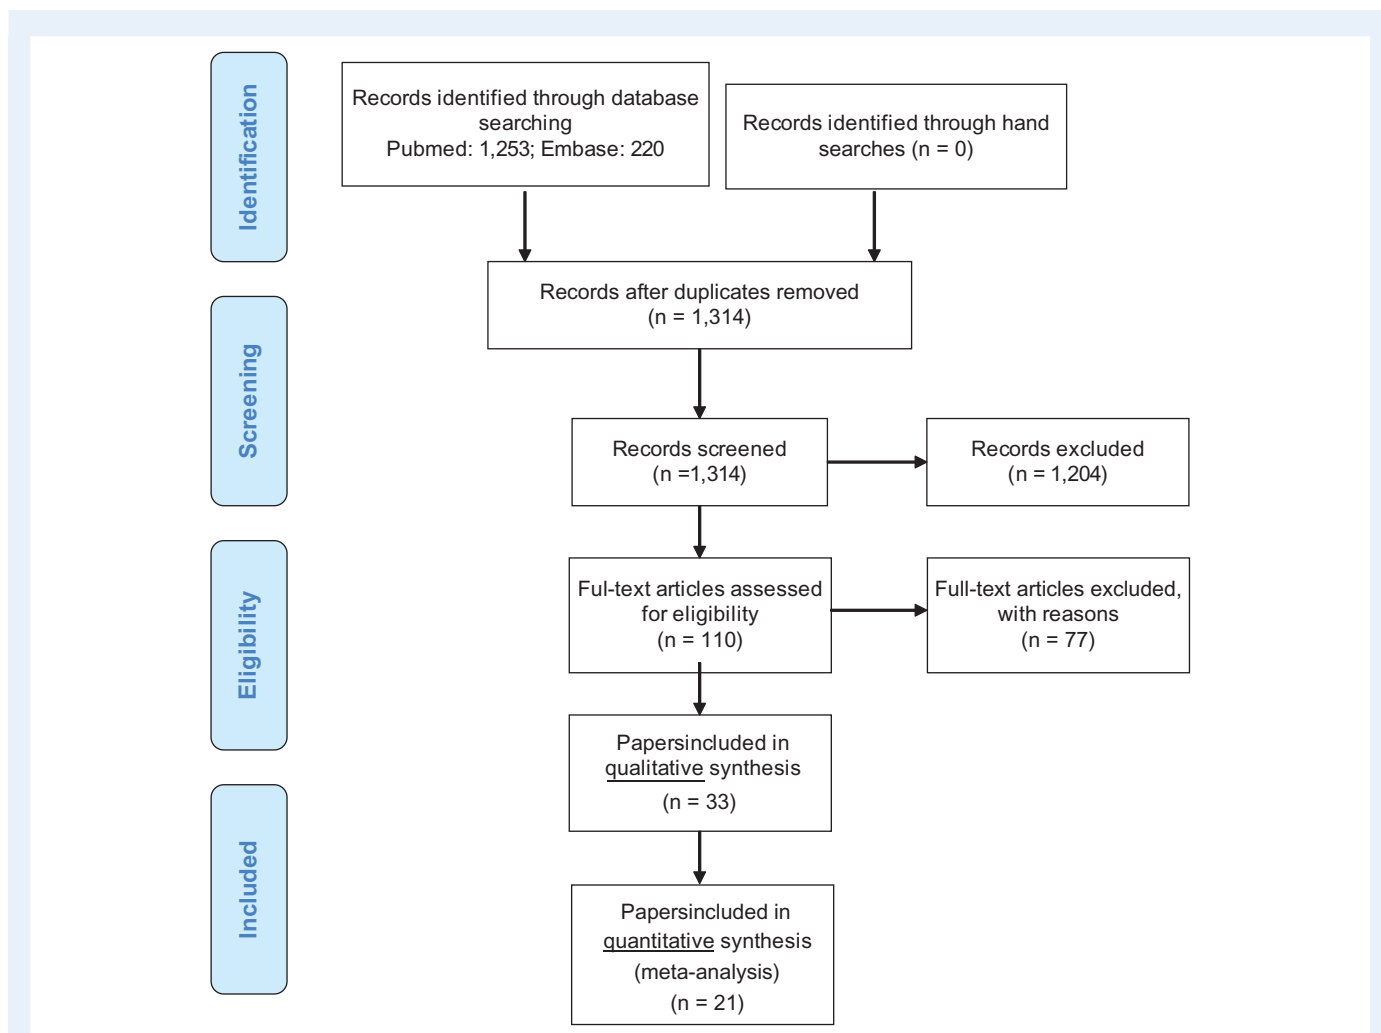 Identification
Records identified through database
searching
Pubmed: 1,253; Embase: 220
Records identified through hand
searches (n = 0)
Records after duplicates removed
(n = 1,314)
Screening
Records screened
(n =1,314)
Records excluded
(n = 1,204)
Eligibility
Ful-text articles assessed
for eligibility
(n = 110)
Full-text articles excluded,
with reasons
(n = 77)
Papersincluded in
qualitative synthesis
(n = 33)
Included
Papersincluded in
quantitative synthesis
(meta-analysis)
(n = 21)